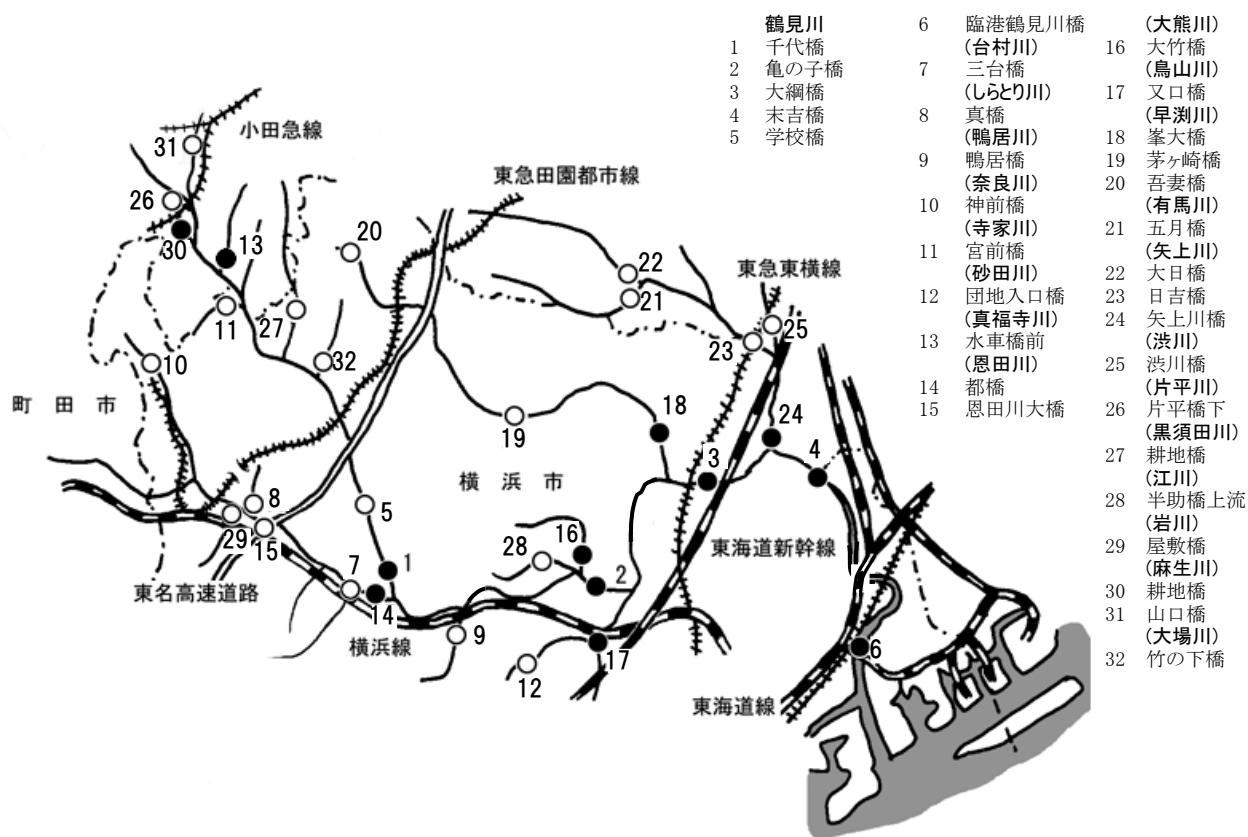 鶴見川
1 千代橋
2 亀の子橋
3 大綱橋
4 末吉橋
5 学校橋
6 臨港鶴見川橋
(台村川)
7 三台橋
(しらとり川)
8 真橋
(鴨居川)
9 鴨居橋
(奈良川)
10 神前橋
(寺家川)
11 宮前橋
(砂田川)
12 団地入口橋
(真福寺川)
13 水車橋前
(恩田川)
14 都橋
15 恩田川大橋
(大熊川)
16 大竹橋
(鳥山川)
17 又口橋
(早渕川)
18 峯大橋
19 茅ヶ崎橋
20 吾妻橋
(有馬川)
21 五月橋
(矢上川)
22 大日橋
23 日吉橋
24 矢上川橋
(渋川)
25 渋川橋
(片平川)
26 片平橋下
(黒須田川)
27 耕地橋
(江川)
28 半助橋上流
(岩川)
29 屋敷橋
(麻生川)
30 耕地橋
31 山口橋
(大場川)
32 竹の下橋
小田急線
31
東急田園都市線
26
30
13
20
22
東急東横線
21
11
27
25
23
32
10
町田市
18
24
19
3
4
横浜市
8
5
29
15
16
東海道新幹線
28
1
7
2
東名高速道路
14
横浜線
9
17
6
12
東海道線